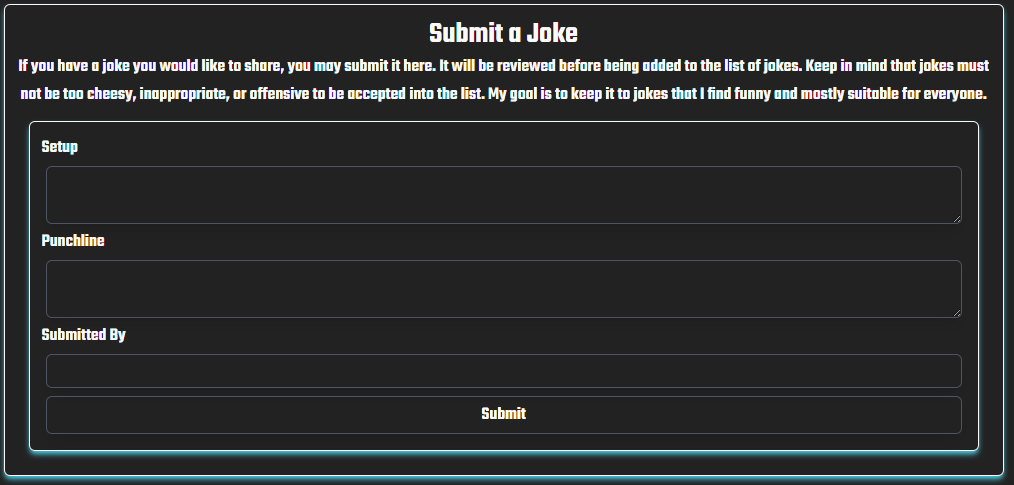 Submit a Joke
If you have a joke you would like to share, you may submit it here. It will be reviewed before being added to the list of jokes. Keep in mind that jokes must
not be too cheesy, inappropriate, or offensive to be accepted into the list. My goal is to keep it to jokes that I find funny and mostly suitable for everyone.
Setup
Punchline
Submitted By
Submit